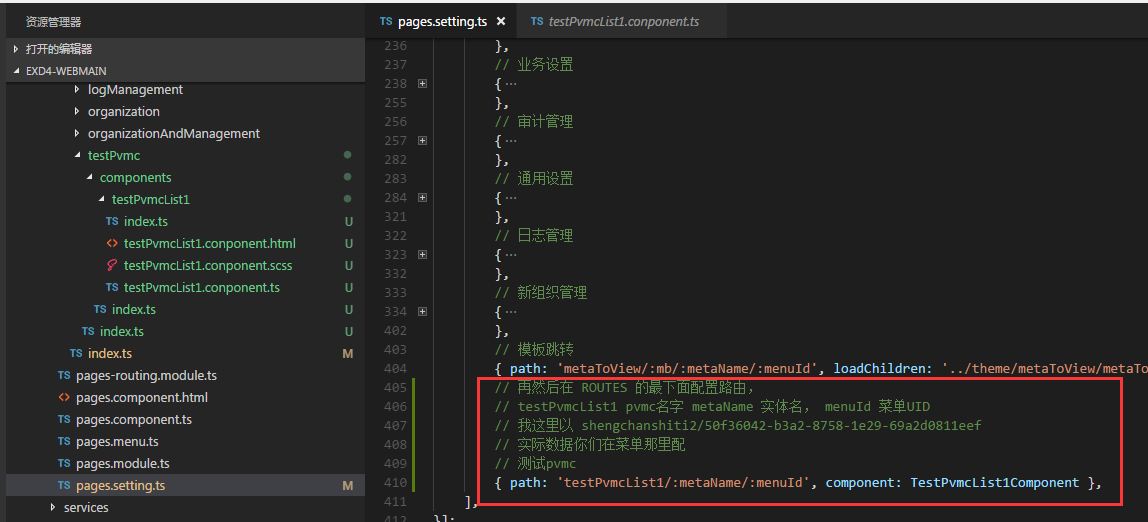 资源管理器
打开的编辑器
EXD4-WEBMAIN
logManagement
organization
organizationAndManagement
testPvmc
components
testPvmcList1
TS index.ts U
<> testPvmcList1.conponent.html U
testPvmcList1.conponent.scss U
TS testPvmcList1.conponent.ts U
TS index.ts U
TS index.ts U
TS index.ts M
TS pages-routing.module.ts
<> pages.component.html
TS pages.component.ts
TS pages.menu.ts
TS pages.module.ts
TS pages.setting.ts M
services
TS pages.setting.ts ×
TS testPvmcList1.conponent.ts
236 },
237 // 业务设置
238 { ...
255 },
256 // 审计管理
257 { ...
282 },
283 // 通用设置
284 { ...
321 },
322 // 日志管理
323 { ...
332 },
333 // 新组织管理
334 { ...
402 },
403 // 模板跳转
404 { path: 'metaToView/:mb/:metaName/:menuId', loadChildren: '../theme/metaToView/metaTo
405 // 再然后在 ROUTES 的最下面配置路由，
406 // testPvmcList1 pvmc名字 metaName 实体名， menuId 菜单UID
407 // 我这里以 shengchanshiti2/50f36042-b3a2-8758-1e29-69a2d0811eef
408 // 实际数据你们在菜单那里配
409 // 测试pvmc
410 { path: 'testPvmcList1/:metaName/:menuId', component: TestPvmcList1Component },
411 ],
412 }];